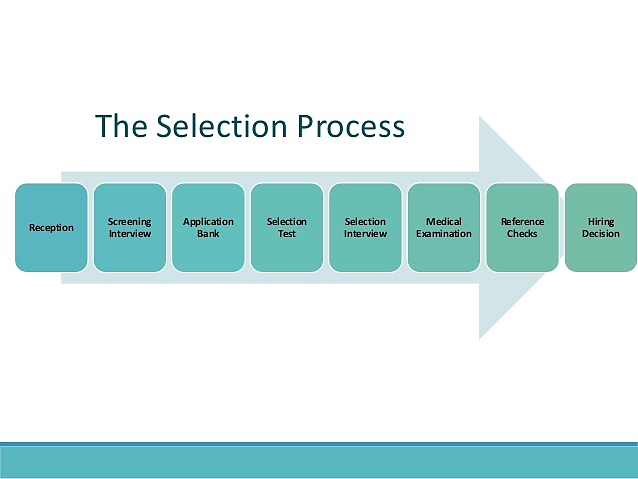 The Selection Process
Reception
Screening
Interview
Application
Bank
Selection
Test
Selection
Interview
Medical
Examination
Reference
Checks
Hiring
Decision